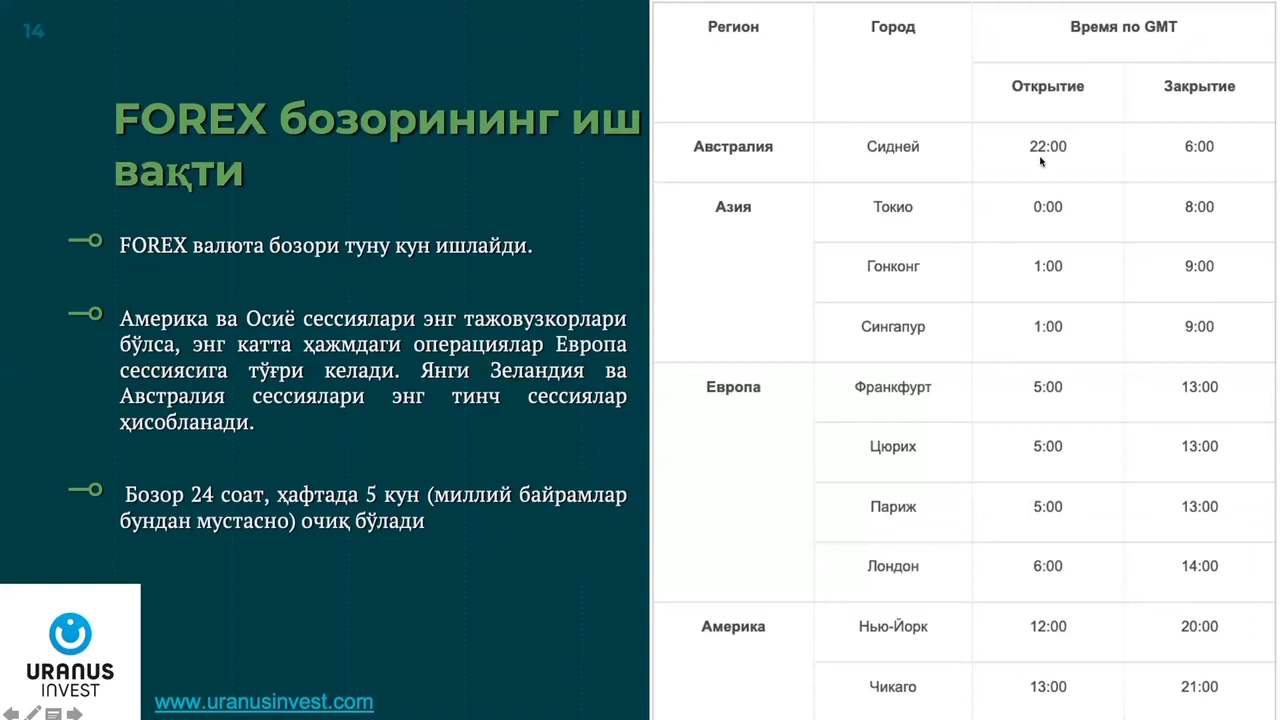 14
FOREX бозорининг иш
вақти
FOREX валюта бозори туну кун ишлайди.
Америка ва Осиё сессиялари энг тажовузкорлари
бўлса, энг катта ҳажмдаги операциялар Европа
сессиясига тўғри келади. Янги Зеландия ва
Австралия сессиялари энг тинч сессиялар
ҳисобланади.
Бозор 24 соат, ҳафтада 5 кун (миллий байрамлар
бундан мустасно) очиқ бўлади
URANUS
INVEST
www.uranusinvest.com
Регион Город Время по GMT
Открытие Закрытие
Австралия Сидней 22:00 6:00
Азия Токио 0:00 8:00
Гонконг 1:00 9:00
Сингапур 1:00 9:00
Европа Франкфурт 5:00 13:00
Цюрих 5:00 13:00
Париж 5:00 13:00
Лондон 6:00 14:00
Америка Нью-Йорк 12:00 20:00
Чикаго 13:00 21:00